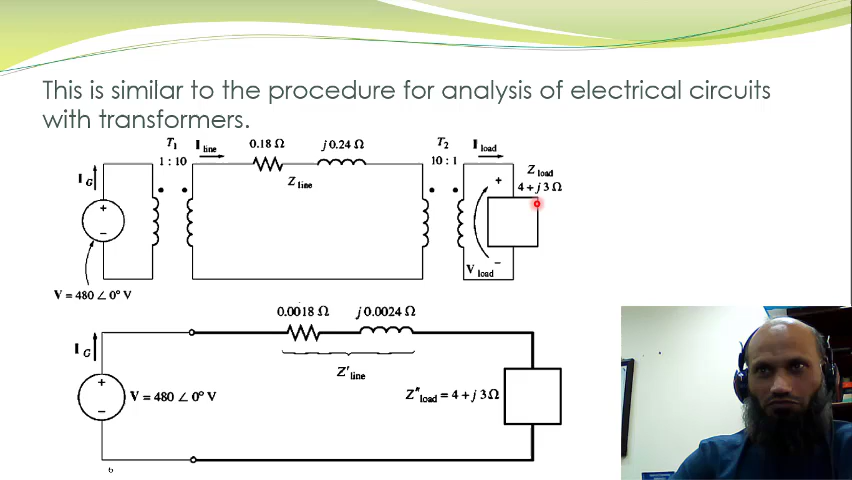 This is similar to the procedure for analysis of electrical circuits
with transformers.
T1 I line 0.18 Ω j0.24 Ω T2 I load
1 : 10 10 : 1
Z load
I G Z line + 4 + j 3 Ω
+
–
V load –
V = 480 ∠ 0° V
0.0018 Ω j 0.0024 Ω
I G
Z' line
+
V = 480 ∠ 0° V Z" load = 4 + j 3 Ω
–
6